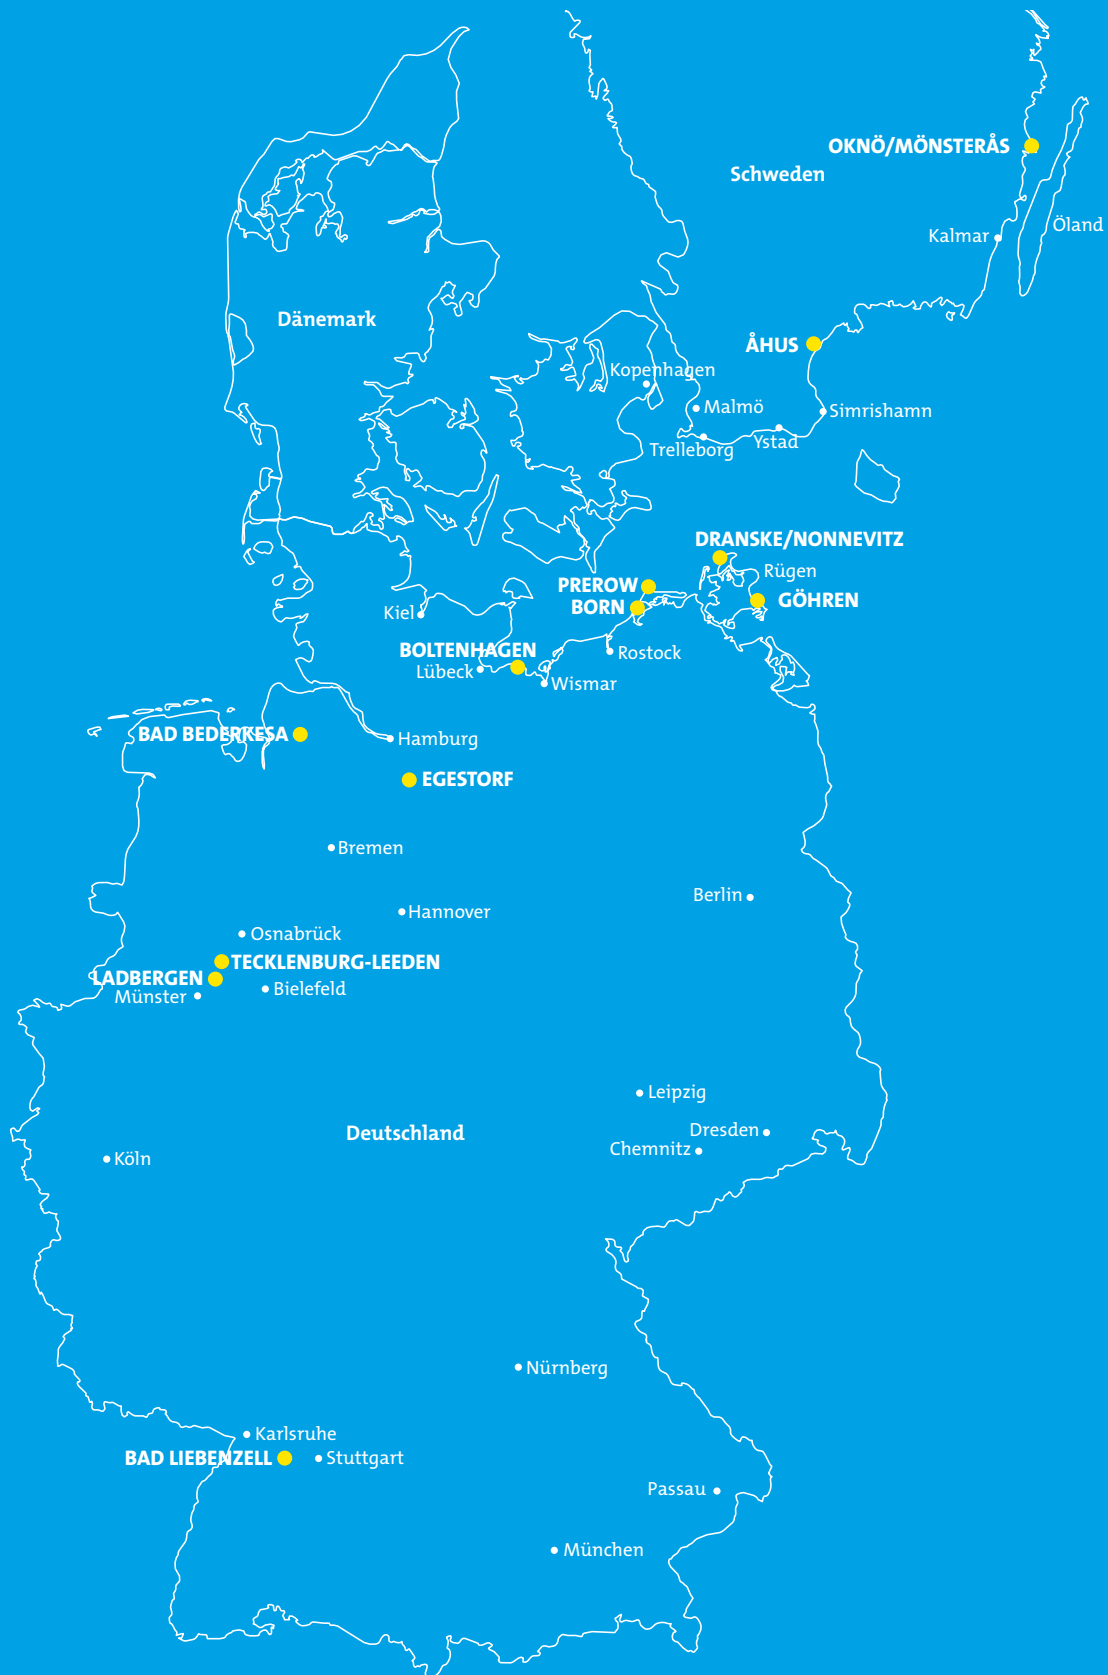 OKNÖ/MÖNSTERÅS
Schweden
Öland
Kalmar
Dänemark
ÅHUS
Kopenhagen
Malmö
Simrishamn
Ystad
Trelleborg
DRANSKE/NONNEVITZ
Rügen
PREROW
GÖHREN
BORN
Kiel
BOLTENHAGEN
Rostock
Lübeck
Wismar
BAD BEDERKESA
Hamburg
EGESTORF
Bremen
Berlin
Hannover
Osnabrück
TECKLENBURG-LEEDEN
LADBERGEN
Bielefeld
Münster
Leipzig
Dresden
Deutschland
Chemnitz
Köln
Nürnberg
Karlsruhe
BAD LIEBENZELL
Stuttgart
Passau
München